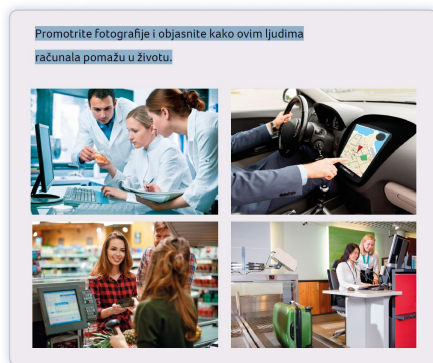 Promotrite fotografije i objasnite kako ovim ljudima
računala pomažu u životu.